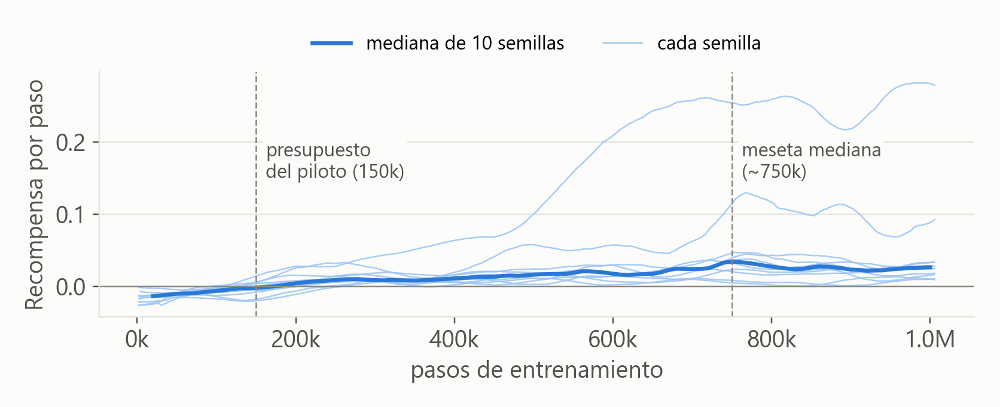 mediana de 10 semillas
cada semilla
Recompensa por paso
0.2
0.1
0.0
presupuesto
del piloto (150k)
meseta mediana
(~750k)
0k
200k
400k
600k
800k
1.0M
pasos de entrenamiento